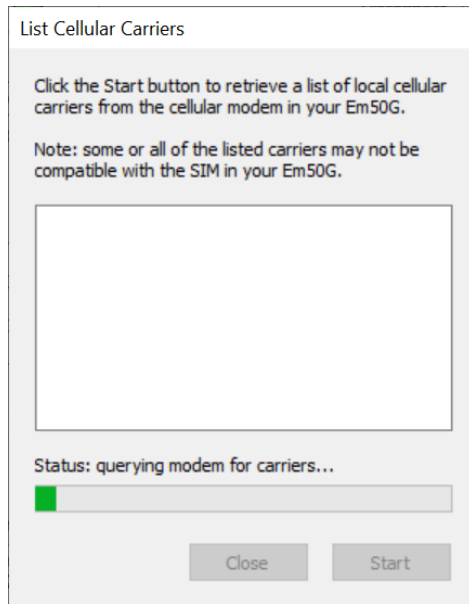 List Cellular Carriers
Click the Start button to retrieve a list of local cellular
carriers from the cellular modem in your Em50G.
Note: some or all of the listed carriers may not be
compatible with the SIM in your Em50G.
Status: querying modem for carriers...
Close
Start